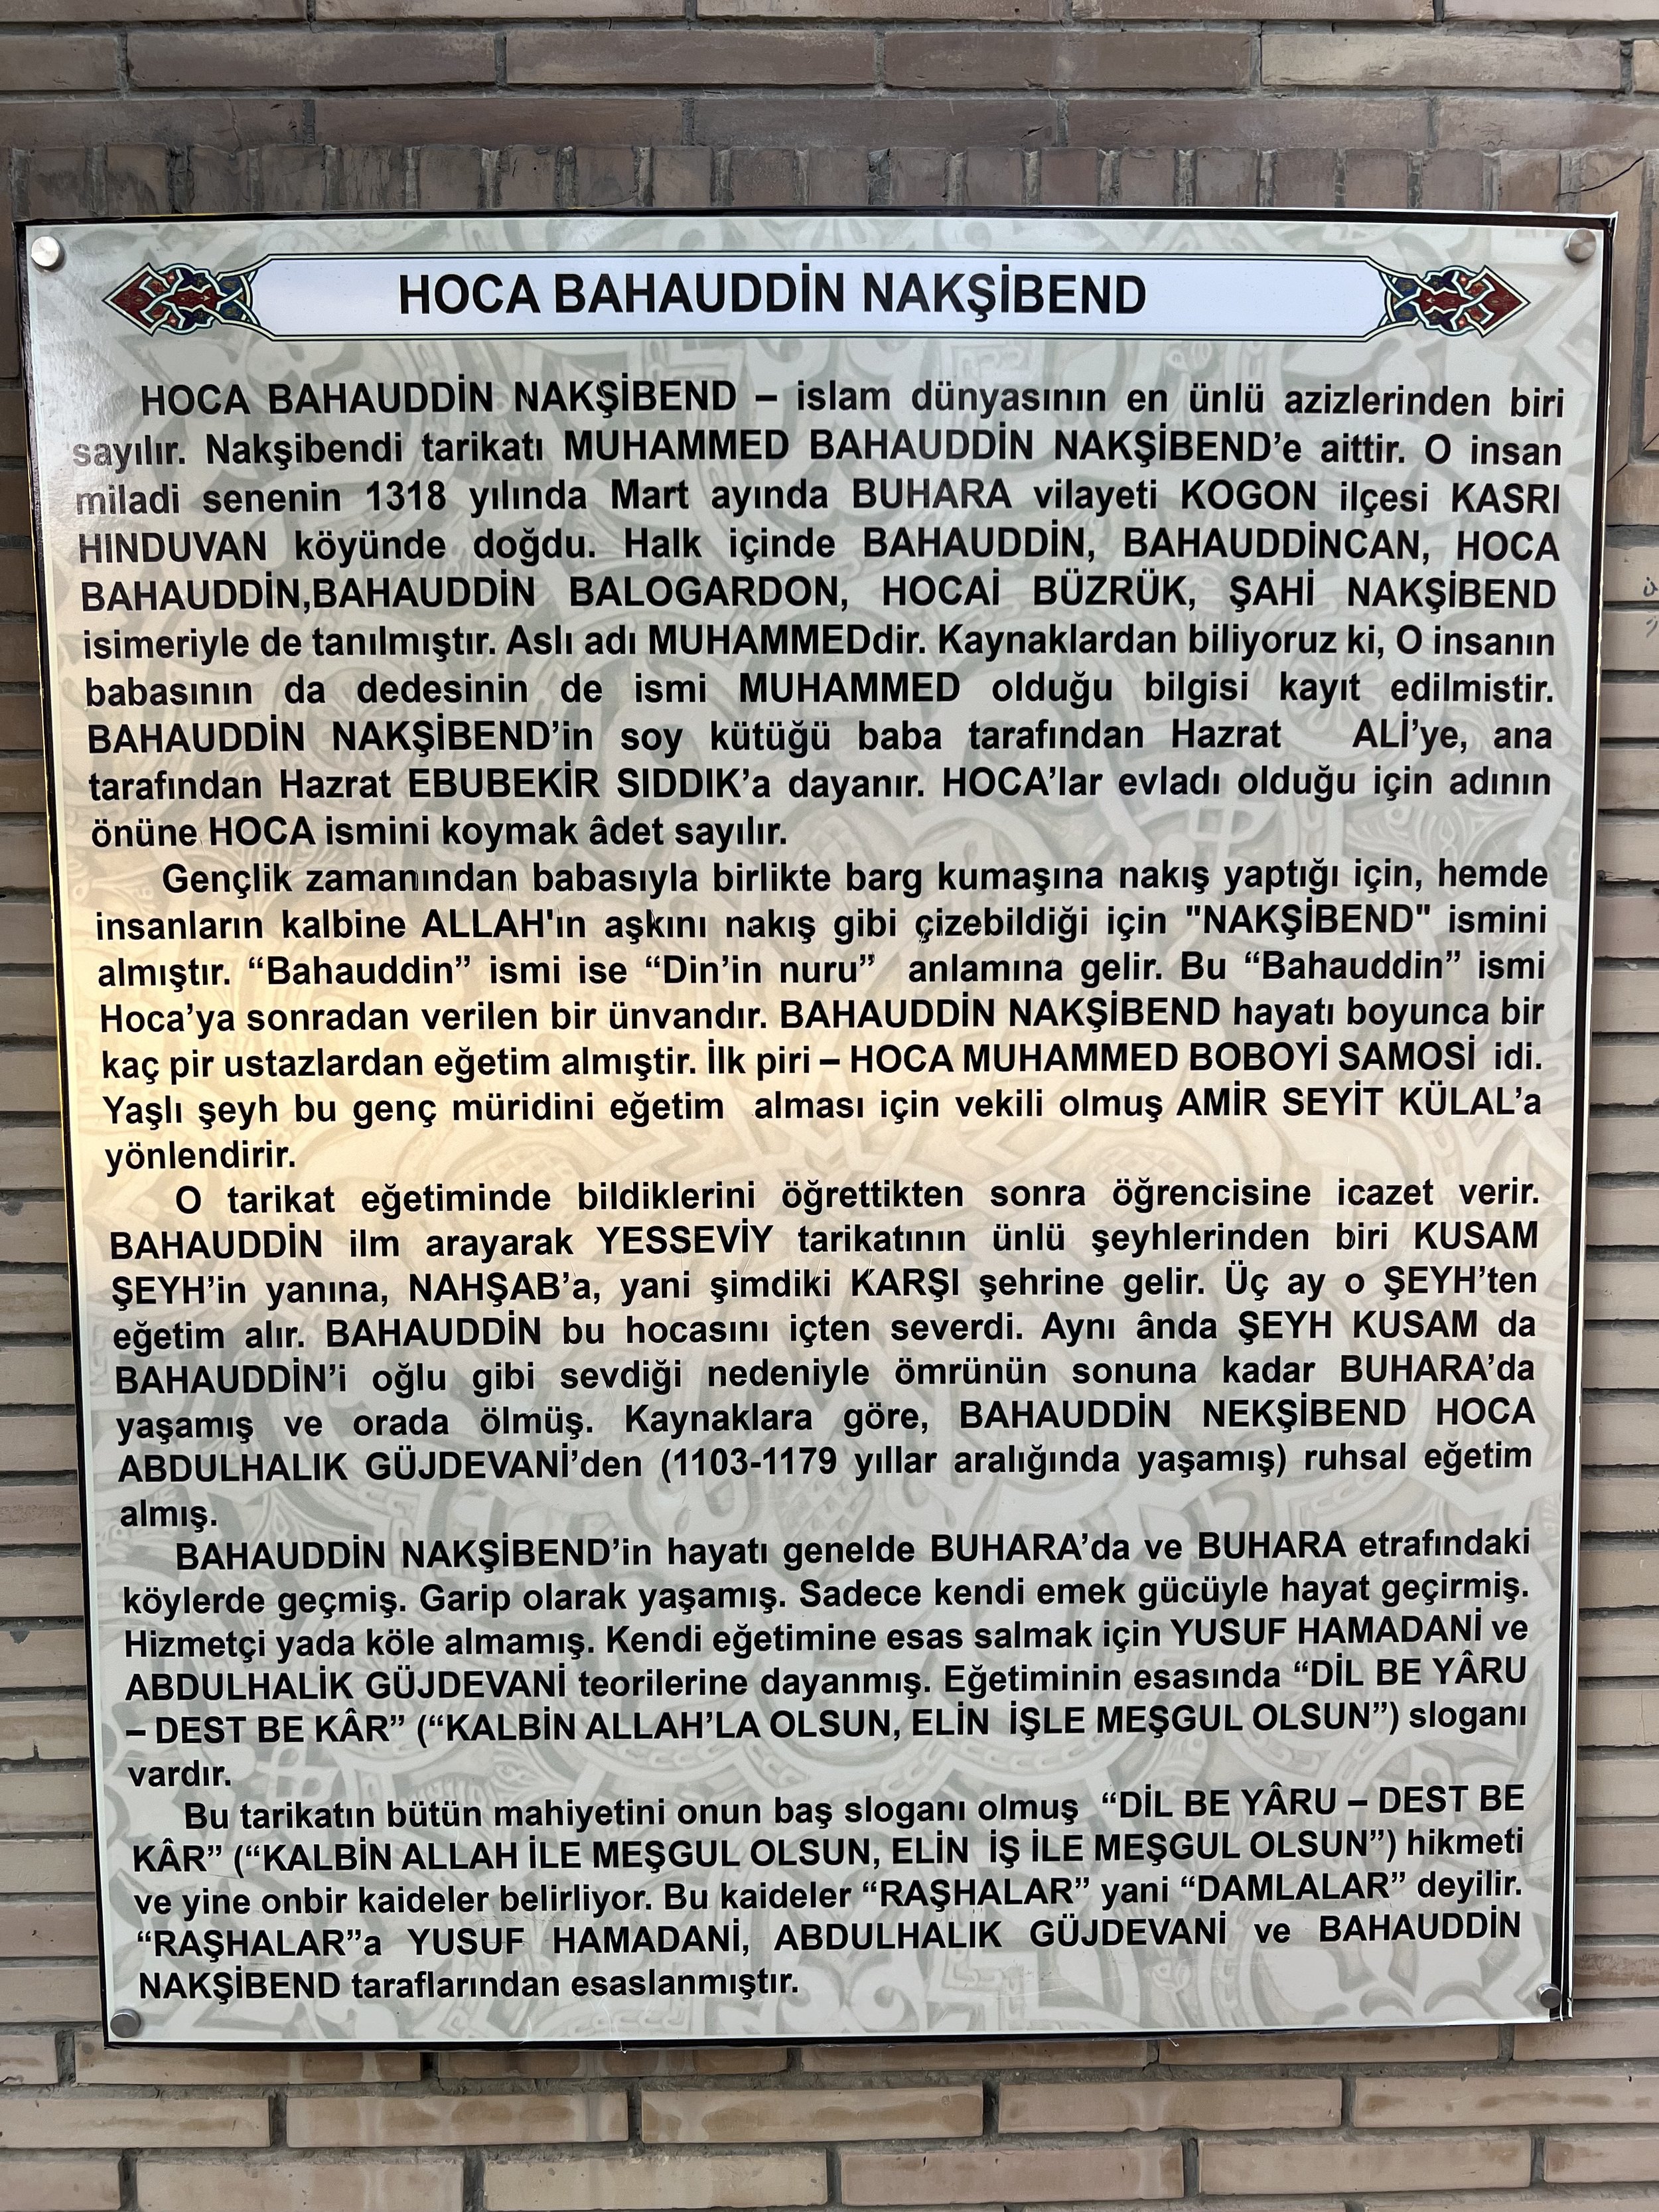 HOCA BAHAUDDİN NAKŞİBEND
HOCA BAHAUDDİN NAKŞİBEND – islam dünyasının en ünlü azizlerinden biri
sayılır. Nakşibendi tarikatı MUHAMMED BAHAUDDİN NAKŞİBEND’e aittir. O insan
miladi senenin 1318 yılında Mart ayında BUHARA vilayeti KOGON ilçesi KASRI
HINDUVAN köyünde doğdu. Halk içinde BAHAUDDİN, BAHAUDDİNCAN, HOCA
BAHAUDDİN,BAHAUDDİN BALOGARDON, HOCAİ BÜZRÜK, ŞAHİ NAKŞİBEND
isimeriyle de tanılmıştır. Aslı adı MUHAMMEDdir. Kaynaklardan biliyoruz ki, O insanın
babasının da dedesinin de ismi MUHAMMED olduğu bilgisi kayıt edilmistir.
BAHAUDDİN NAKŞİBEND’in soy kütüğü baba tarafından Hazrat ALİ’ye, ana
tarafından Hazrat EBUBEKİR SIDDIK’a dayanır. HOCA’lar evladı olduğu için adının
önüne HOCA ismini koymak âdet sayılır.
Gençlik zamanından babasıyla birlikte barg kumaşına nakış yaptığı için, hemde
insanların kalbine ALLAH'ın aşkını nakış gibi çizebildiği için "NAKŞİBEND" ismini
almıştır. “Bahauddin” ismi ise “Din’in nuru” anlamına gelir. Bu “Bahauddin” ismi
Hoca’ya sonradan verilen bir ünvandır. BAHAUDDİN NAKŞİBEND hayatı boyunca bir
kaç pir ustazlardan eğetim almıştir. İlk piri – HOCA MUHAMMED BOBOYİ SAMOSİ idi.
Yaşlı şeyh bu genç müridini eğetim alması için vekili olmuş AMİR SEYİT KÜLAL’a
yönlendirir.
O tarikat eğetiminde bildiklerini öğrettikten sonra öğrencisine icazet verir.
BAHAUDDİN ilm arayarak YESSEVİY tarikatının ünlü şeyhlerinden biri KUSAM
ŞEYH’in yanına, NAHŞAB’a, yani şimdiki KARŞI şehrine gelir. Üç ay o ŞEYH’ten
eğetim alır. BAHAUDDİN bu hocasını içten severdi. Aynı ânda ŞEYH KUSAM da
BAHAUDDİN’i oğlu gibi sevdiği nedeniyle ömrünün sonuna kadar BUHARA’da
yaşamış ve orada ölmüş. Kaynaklara göre, BAHAUDDİN NEKŞİBEND HOCA
ABDULHALIK GÜJDEVANİ’den (1103-1179 yıllar aralığında yaşamış) ruhsal eğetim
almış.
BAHAUDDİN NAKŞİBEND’in hayatı genelde BUHARA’da ve BUHARA etrafındaki
köylerde geçmiş. Garip olarak yaşamış. Sadece kendi emek gücüyle hayat geçirmiş.
Hizmetçi yada köle almamış. Kendi eğetimine esas salmak için YUSUF HAMADANİ ve
ABDULHALİK GÜJDEVANİ teorilerine dayanmış. Eğetiminin esasında “DİL BE YÂRU
– DEST BE KÂR” (“KALBİN ALLAH’LA OLSUN, ELİN İŞLE MEŞGUL OLSUN”) sloganı
vardır.
Bu tarikatın bütün mahiyetini onun baş sloganı olmuş “DİL BE YÂRU – DEST BE
KÂR” (“KALBİN ALLAH İLE MEŞGUL OLSUN, ELİN İŞ İLE MEŞGUL OLSUN”) hikmeti
ve yine onbir kaideler belirliyor. Bu kaideler “RAŞHALAR” yani “DAMLALAR” deyilir.
“RAŞHALAR”a YUSUF HAMADANİ, ABDULHALIK GÜJDEVANİ ve BAHAUDDİN
NAKŞİBEND taraflarından esaslanmıştır.